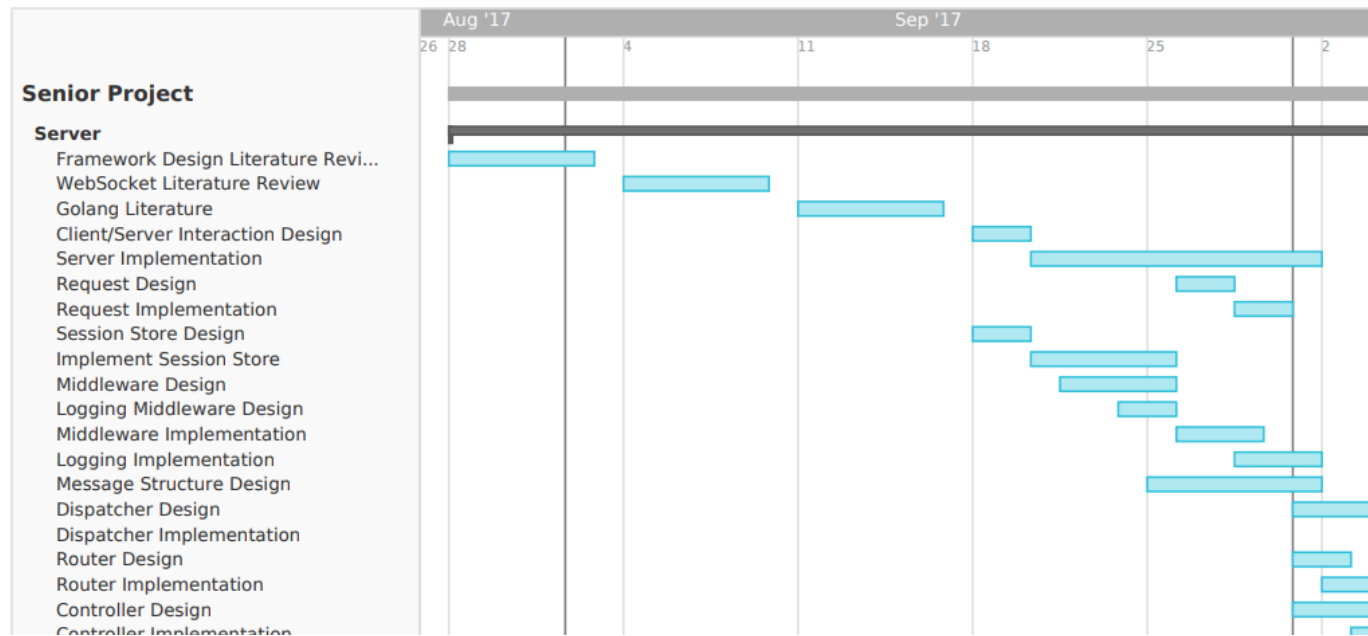 Aug '17 Sep '17
26 28 4 11 18 25 2
Senior Project
Server
Framework Design Literature Revi...
WebSocket Literature Review
Golang Literature
Client/Server Interaction Design
Server Implementation
Request Design
Request Implementation
Session Store Design
Implement Session Store
Middleware Design
Logging Middleware Design
Middleware Implementation
Logging Implementation
Message Structure Design
Dispatcher Design
Dispatcher Implementation
Router Design
Router Implementation
Controller Design
Controller Implementation